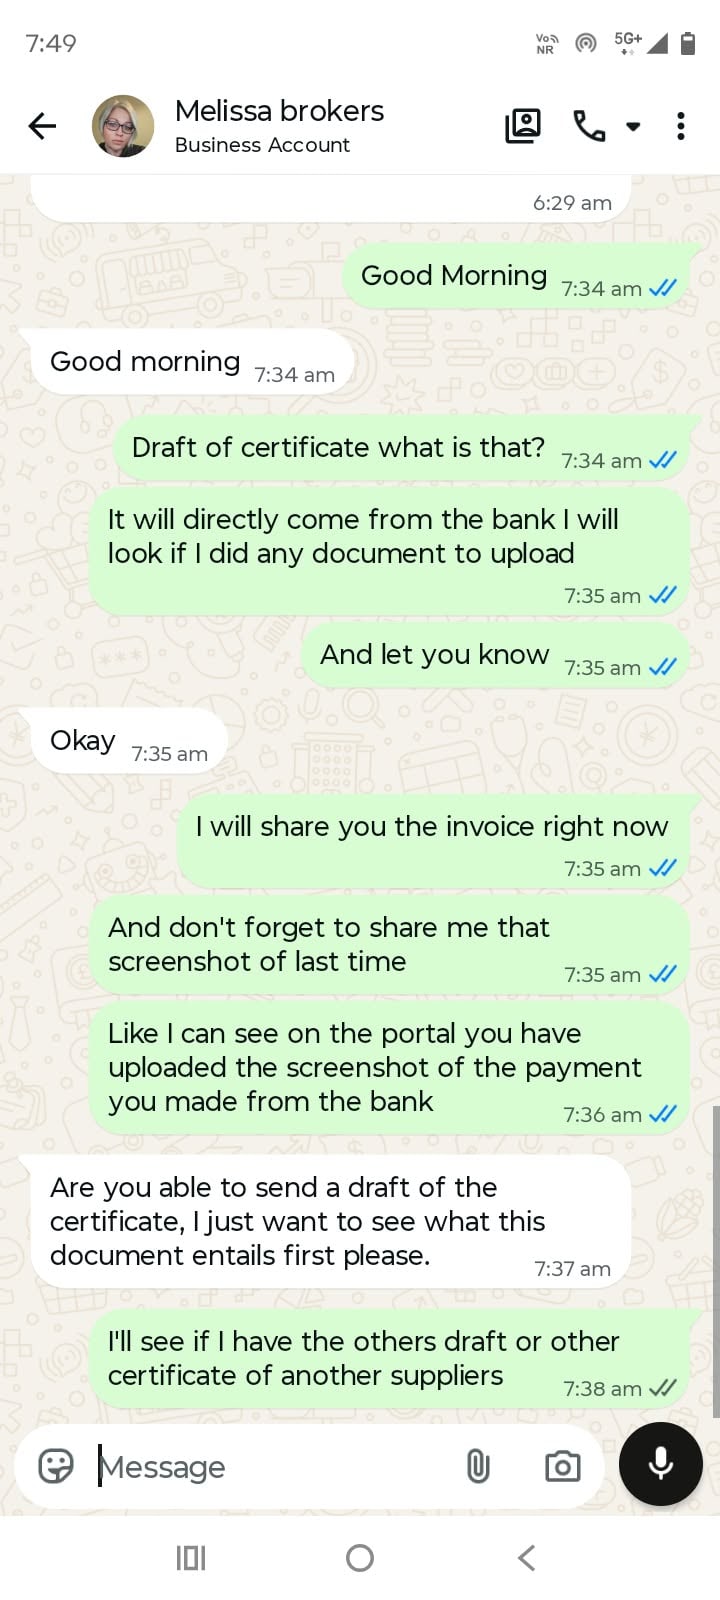 7:49
Vo NR 5G+
Melissa brokers
Business Account
6:29 am
Good Morning 7:34 am
Good morning 7:34 am
Draft of certificate what is that? 7:34 am
It will directly come from the bank I will
look if I did any document to upload
7:35 am
And let you know 7:35 am
Okay 7:35 am
I will share you the invoice right now
7:35 am
And don't forget to share me that
screenshot of last time 7:35 am
Like I can see on the portal you have
uploaded the screenshot of the payment
you made from the bank 7:36 am
Are you able to send a draft of the
certificate, I just want to see what this
document entails first please. 7:37 am
I'll see if I have the others draft or other
certificate of another suppliers 7:38 am
Message